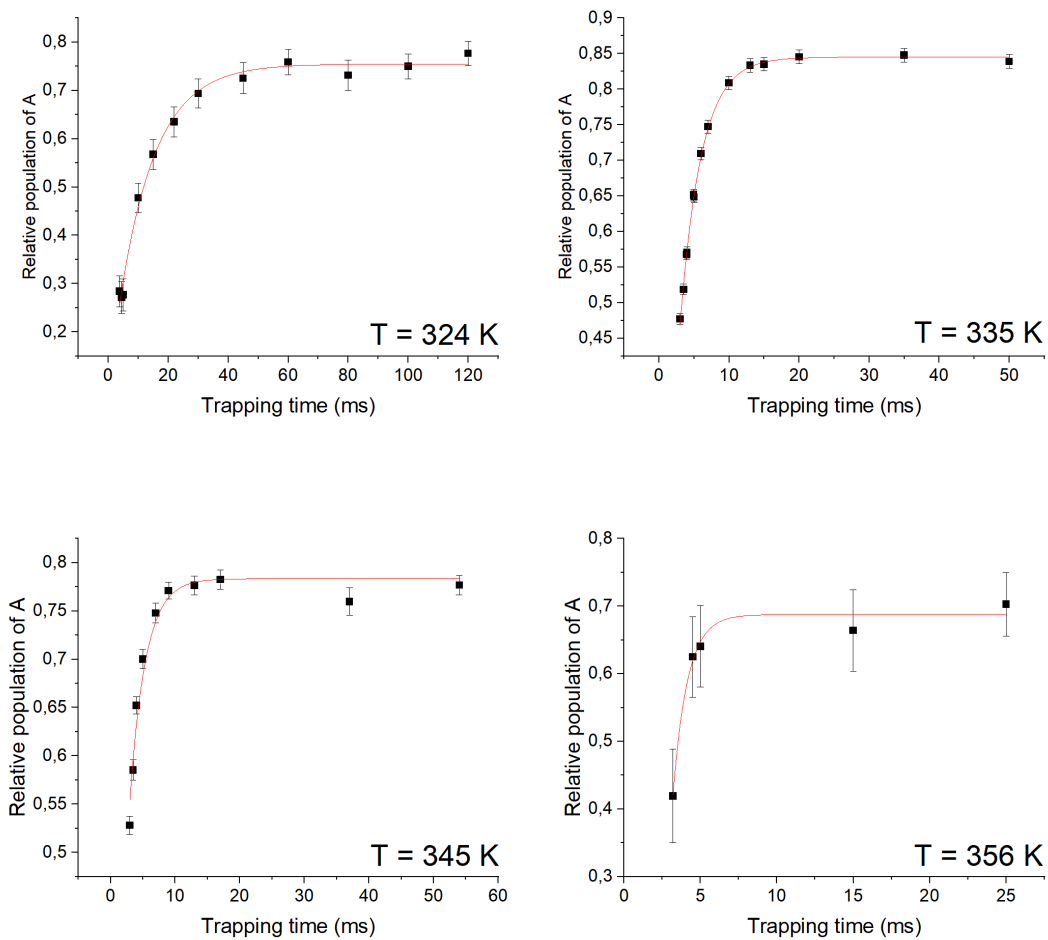 0,8
0,7
0,6
0,5
0,4
0,3
0,2
Relative population of A
T = 324 K
0 20 40 60 80 100 120
Trapping time (ms)
0,9
0,85
0,8
0,75
0,7
0,65
0,6
0,55
0,5
0,45
Relative population of A
T = 335 K
0 10 20 30 40 50
Trapping time (ms)
0,8
0,75
0,7
0,65
0,6
0,55
0,5
Relative population of A
T = 345 K
0 10 20 30 40 50 60
Trapping time (ms)
0,8
0,7
0,6
0,5
0,4
0,3
Relative population of A
T = 356 K
0 5 10 15 20 25
Trapping time (ms)